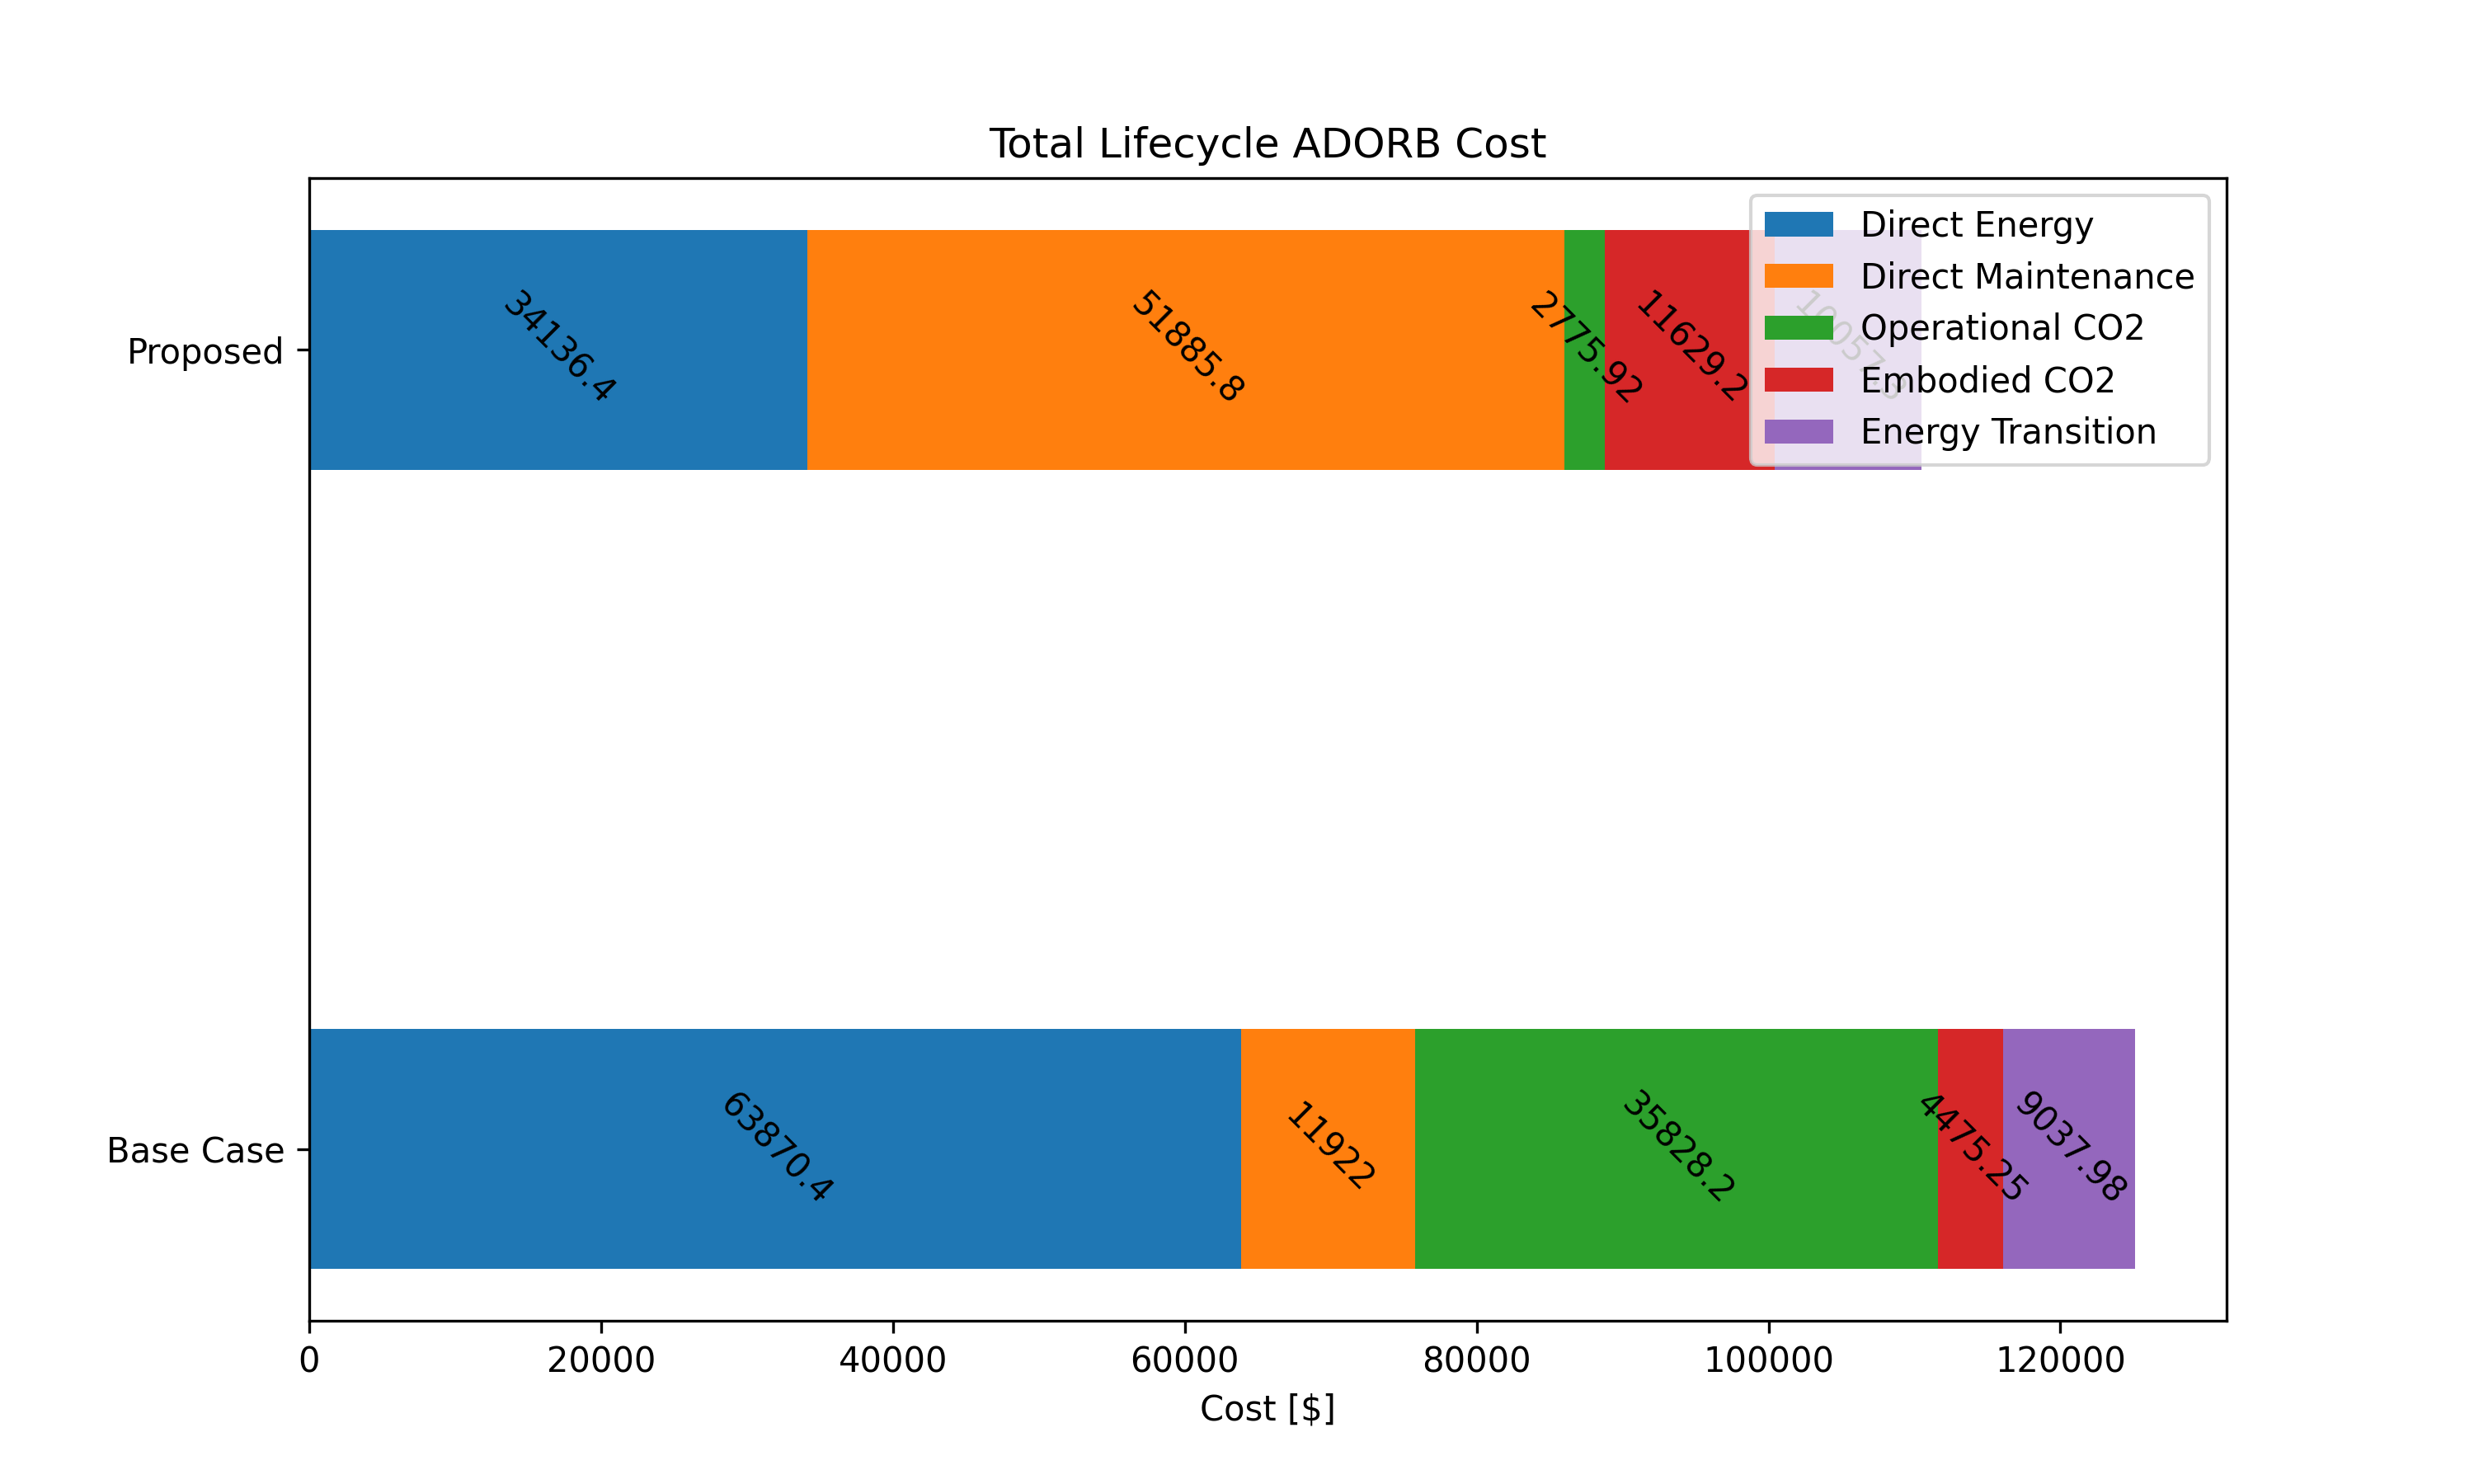 Total Lifecycle ADORB Cost
Direct Energy
Direct Maintenance
Operational CO2
Embodied CO2
Energy Transition
Proposed
34136.4
51885.8
2775.92
11629.2
Base Case
63870.4
11922
35828.2
4475.25
9037.98
0
20000
40000
60000
80000
100000
120000
Cost [$]